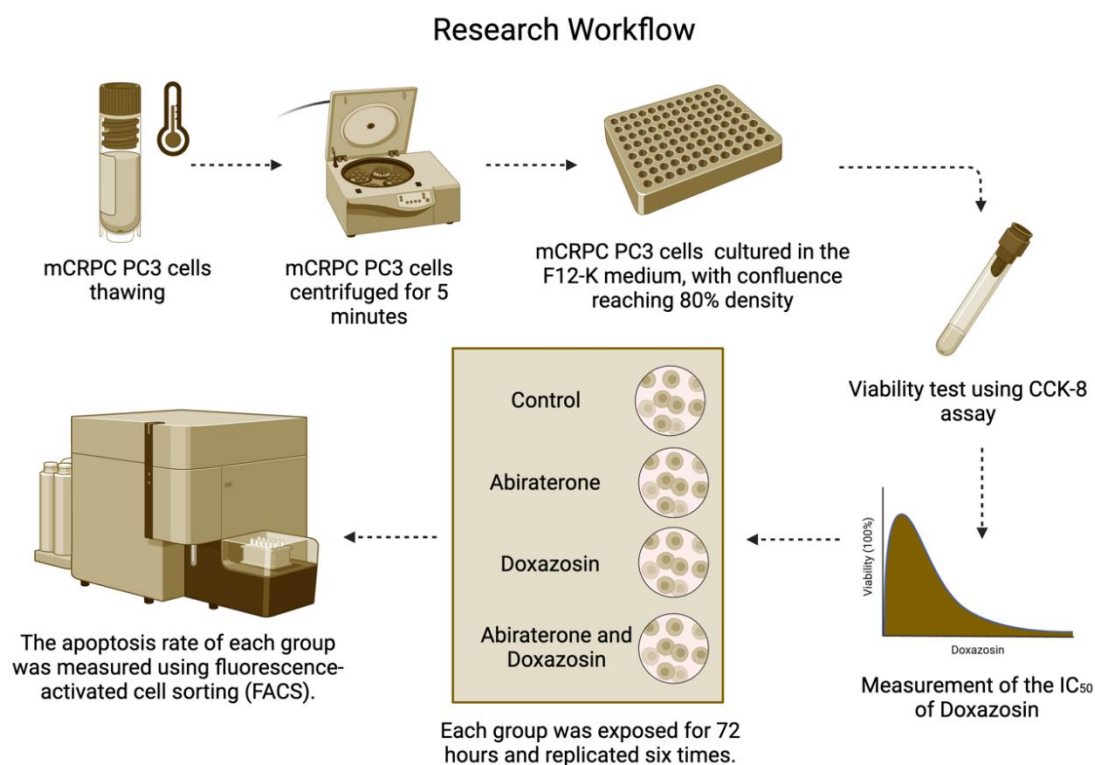 Research Workflow
mCRPC PC3 cells
thawing
mCRPC PC3 cells
centrifuged for 5
minutes
mCRPC PC3 cells cultured in the
F12-K medium, with confluence
reaching 80% density
Viability test using CCK-8
assay
Viability (100%)
Doxazosin
Measurement of the IC₅₀
of Doxazosin
Control
Abiraterone
Doxazosin
Abiraterone and
Doxazosin
Each group was exposed for 72
hours and replicated six times.
The apoptosis rate of each group
was measured using fluorescence-
activated cell sorting (FACS).